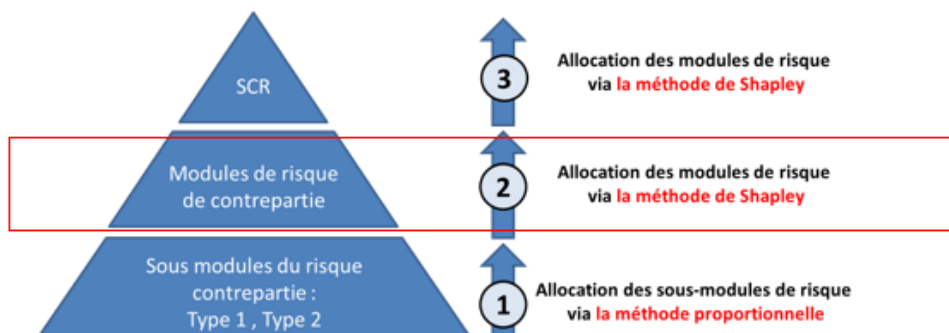 SCR
3
Allocation des modules de risque
via la méthode de Shapley
Modules de risque
de contrepartie
2
Allocation des modules de risque
via la méthode de Shapley
Sous modules du risque
contrepartie :
Type 1 , Type 2
1
Allocation des sous-modules de risque
via la méthode proportionnelle